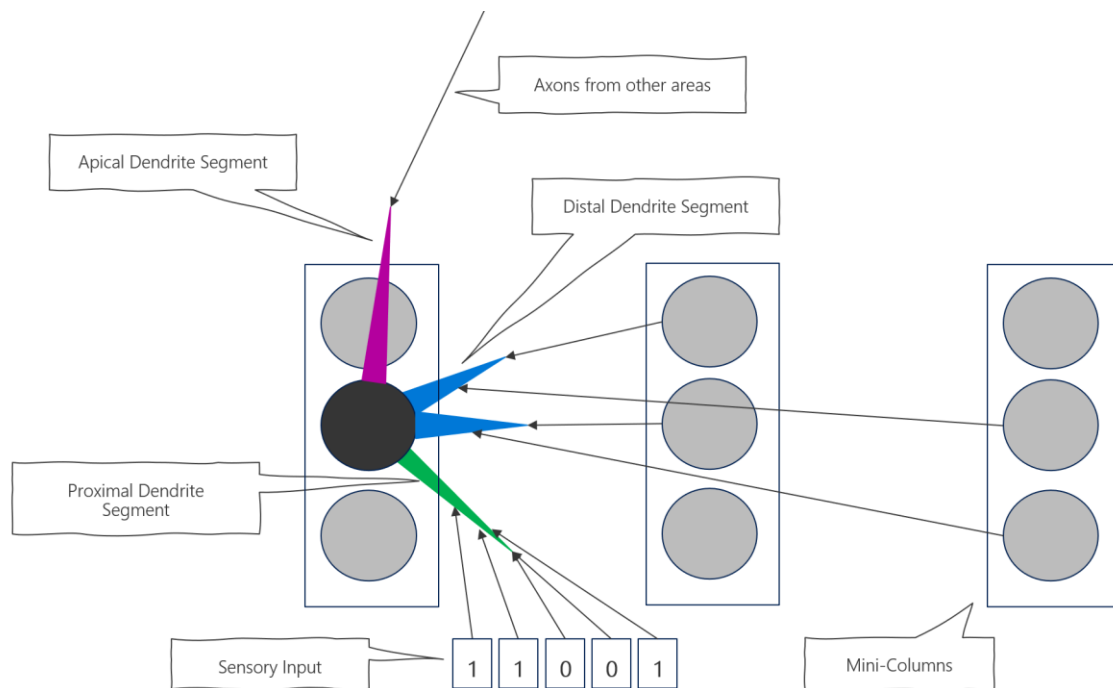 Axons from other areas
Apical Dendrite Segment
Distal Dendrite Segment
Proximal Dendrite
Segment
Sensory Input
1 1 0 0 1
Mini-Columns